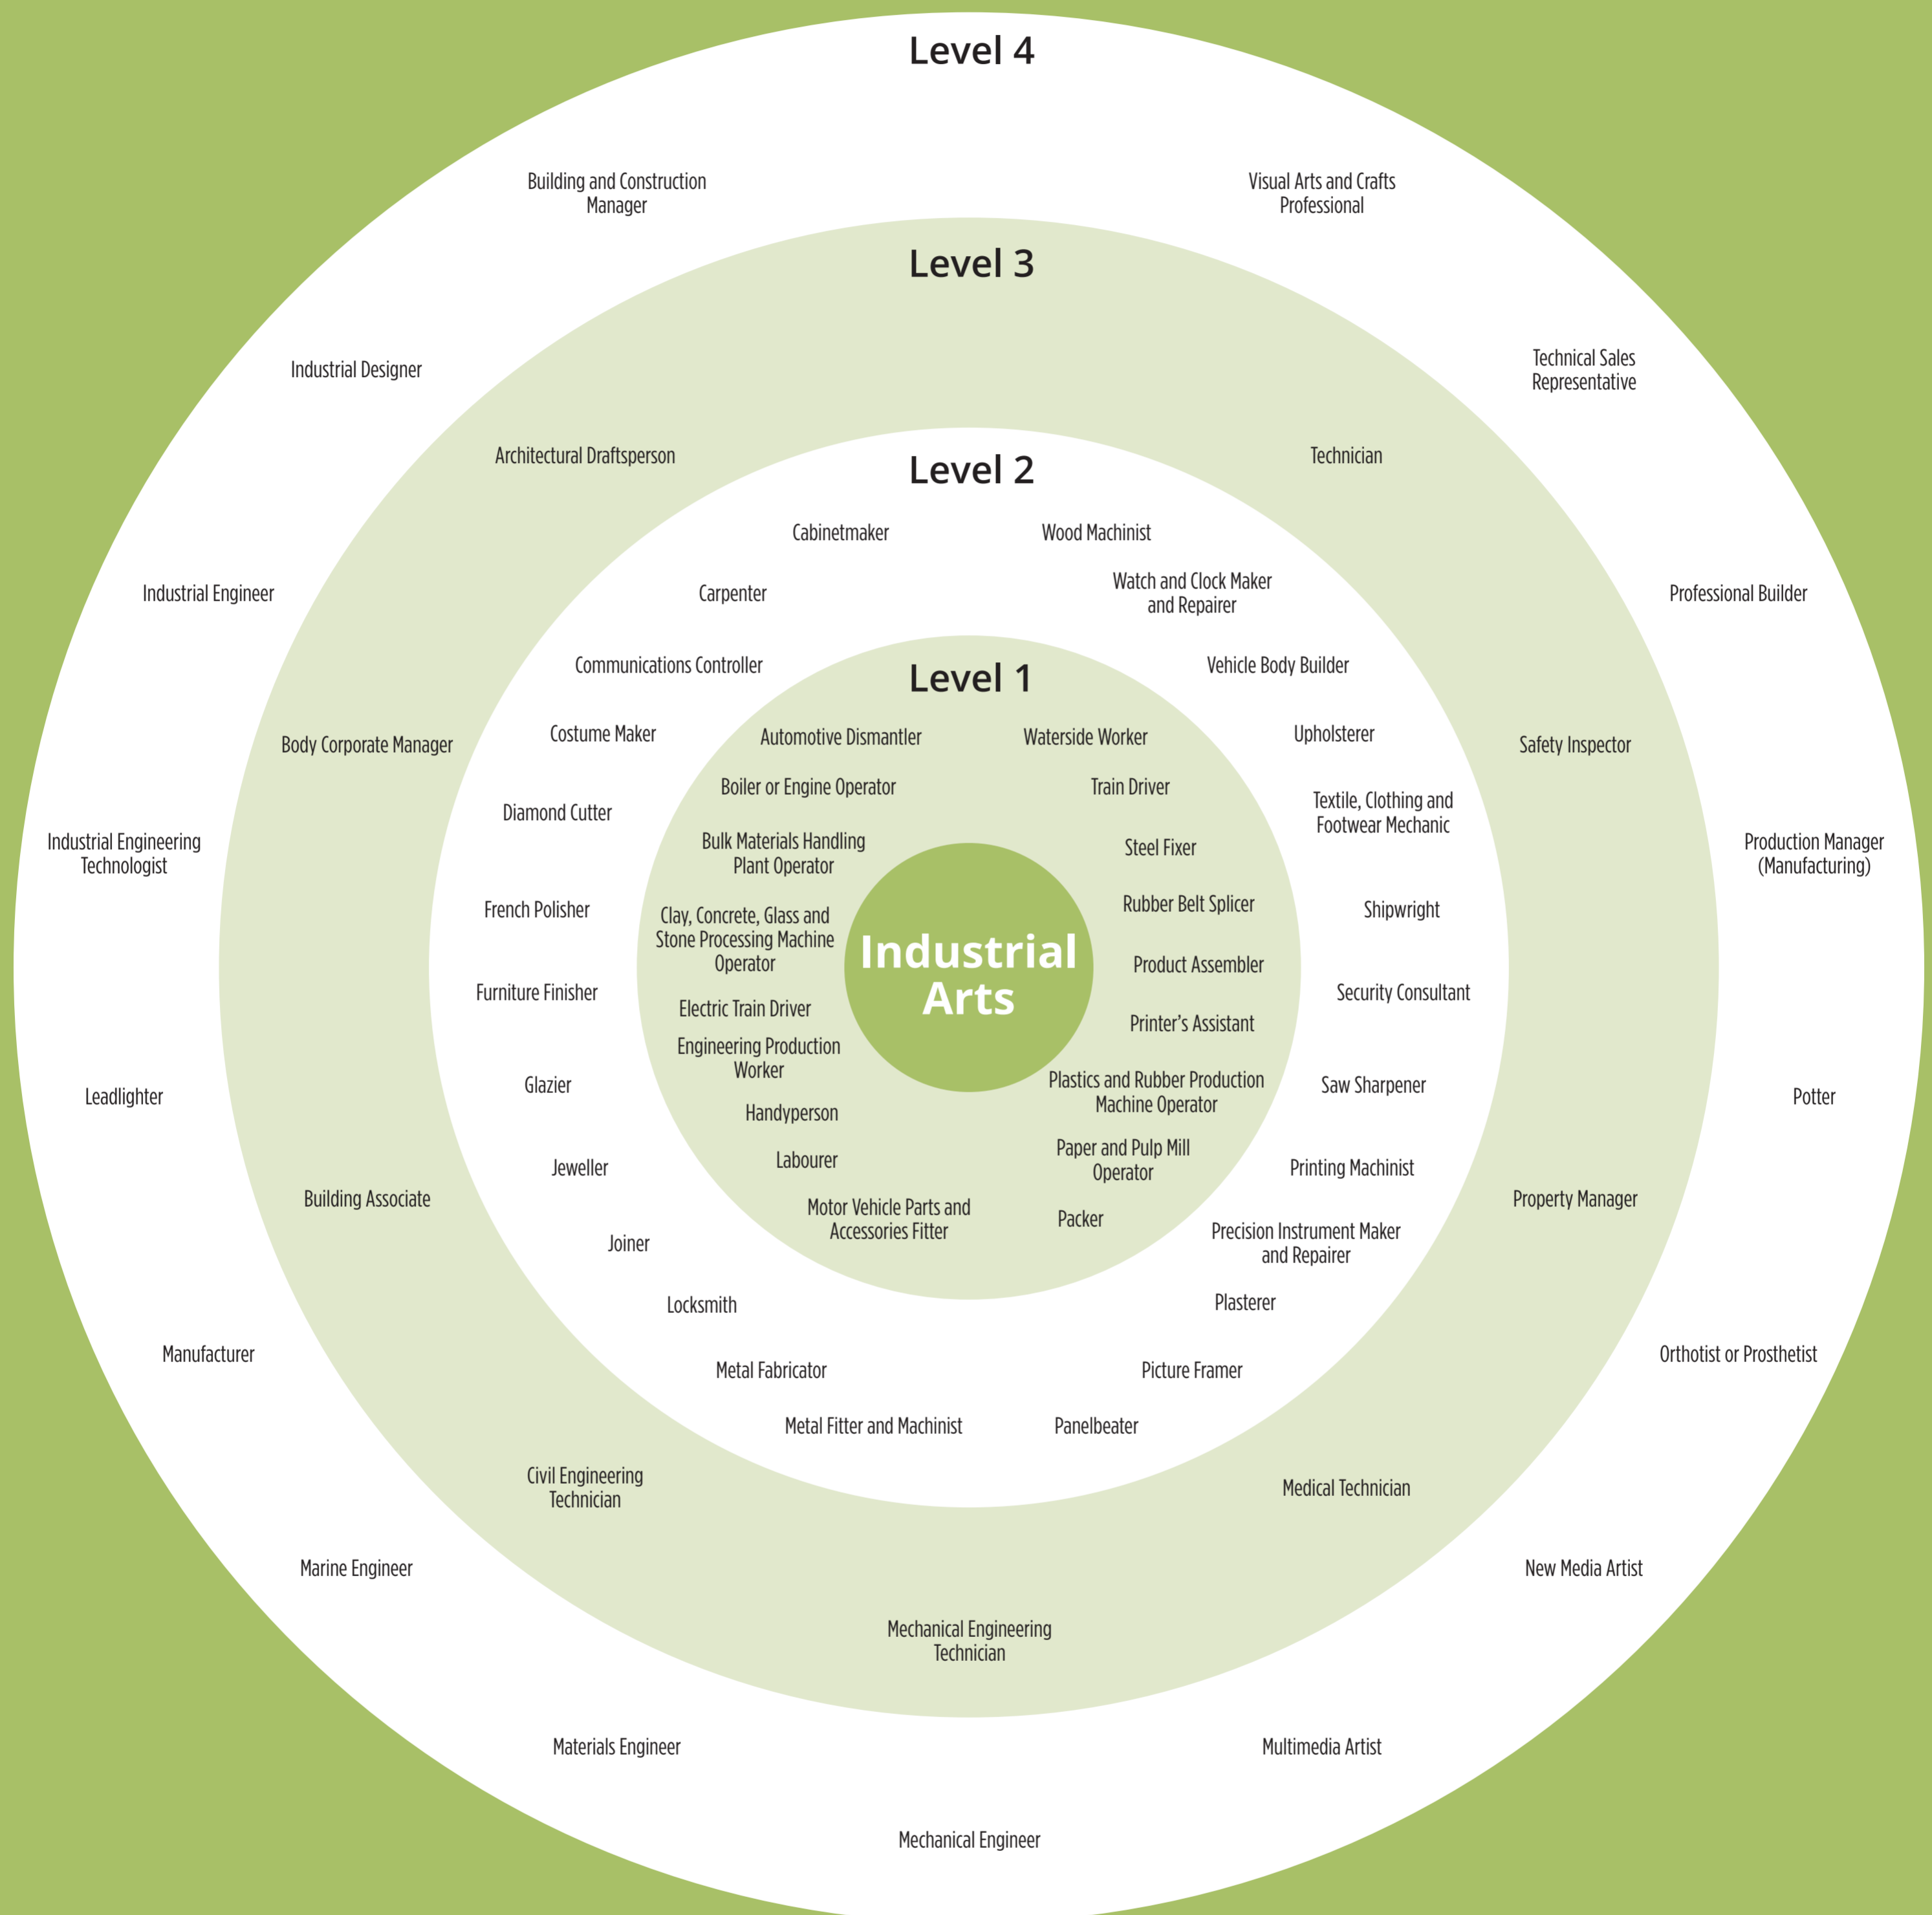 Level 4
Building and Construction
Manager
Visual Arts and Crafts
Professional
Industrial Designer
Technical Sales
Representative
Industrial Engineer
Professional Builder
Industrial Engineering
Technologist
Production Manager
(Manufacturing)
Leadlighter
Potter
Manufacturer
Orthotist or Prosthetist
Marine Engineer
New Media Artist
Materials Engineer
Multimedia Artist
Mechanical Engineer
Level 3
Architectural Draftsperson
Technician
Body Corporate Manager
Safety Inspector
Building Associate
Property Manager
Civil Engineering
Technician
Medical Technician
Mechanical Engineering
Technician
Level 2
Cabinetmaker
Wood Machinist
Carpenter
Watch and Clock Maker
and Repairer
Communications Controller
Vehicle Body Builder
Costume Maker
Upholsterer
Diamond Cutter
Textile, Clothing and
Footwear Mechanic
French Polisher
Shipwright
Furniture Finisher
Security Consultant
Glazier
Saw Sharpener
Jeweller
Printing Machinist
Joiner
Precision Instrument Maker
and Repairer
Locksmith
Plasterer
Metal Fabricator
Picture Framer
Metal Fitter and Machinist
Panelbeater
Level 1
Automotive Dismantler
Waterside Worker
Boiler or Engine Operator
Train Driver
Bulk Materials Handling
Plant Operator
Steel Fixer
Clay, Concrete, Glass and
Stone Processing Machine
Operator
Rubber Belt Splicer
Product Assembler
Electric Train Driver
Printer's Assistant
Engineering Production
Worker
Plastics and Rubber Production
Machine Operator
Handyperson
Labourer
Paper and Pulp Mill
Operator
Motor Vehicle Parts and
Accessories Fitter
Packer
Industrial
Arts